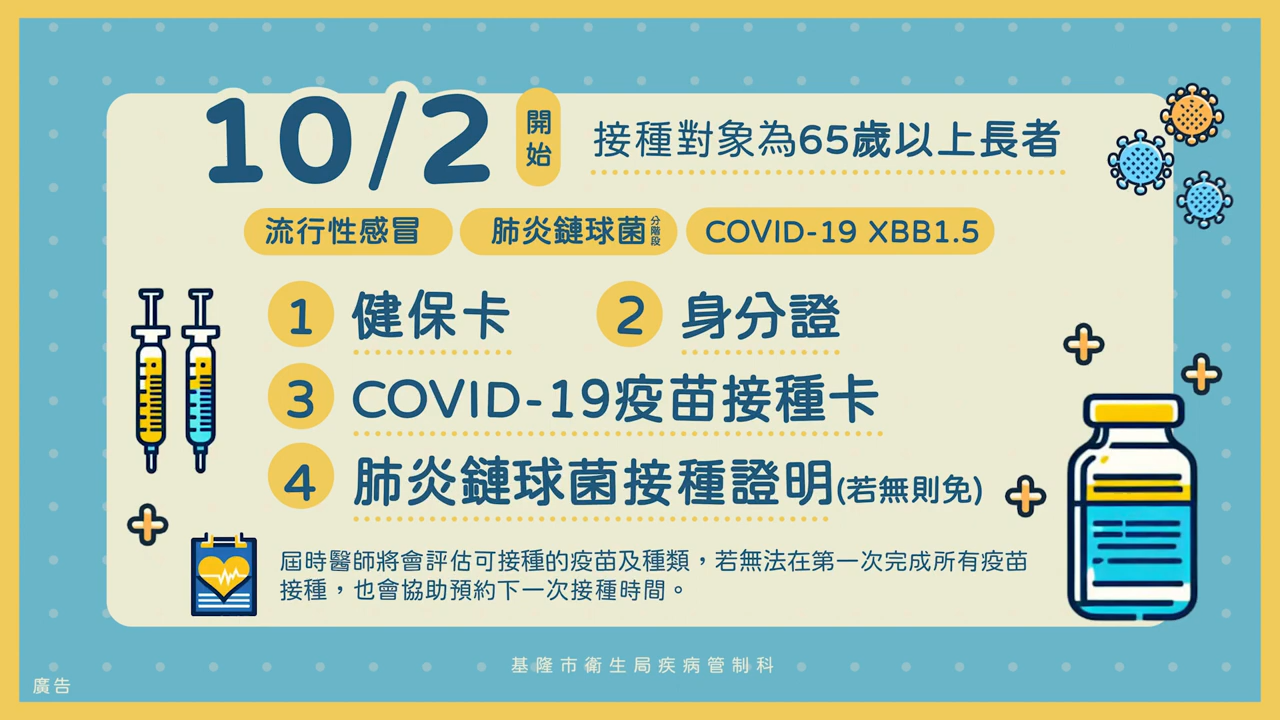 10/2 開始 接種對象為65歲以上長者
流行性感冒 肺炎鏈球菌分階段 COVID-19 XBB1.5
1 健保卡 2 身分證
3 COVID-19疫苗接種卡
4 肺炎鏈球菌接種證明(若無則免)
屆時醫師將會評估可接種的疫苗及種類，若無法在第一次完成所有疫苗
接種，也會協助預約下一次接種時間。
基隆市衛生局疾病管制科
廣告